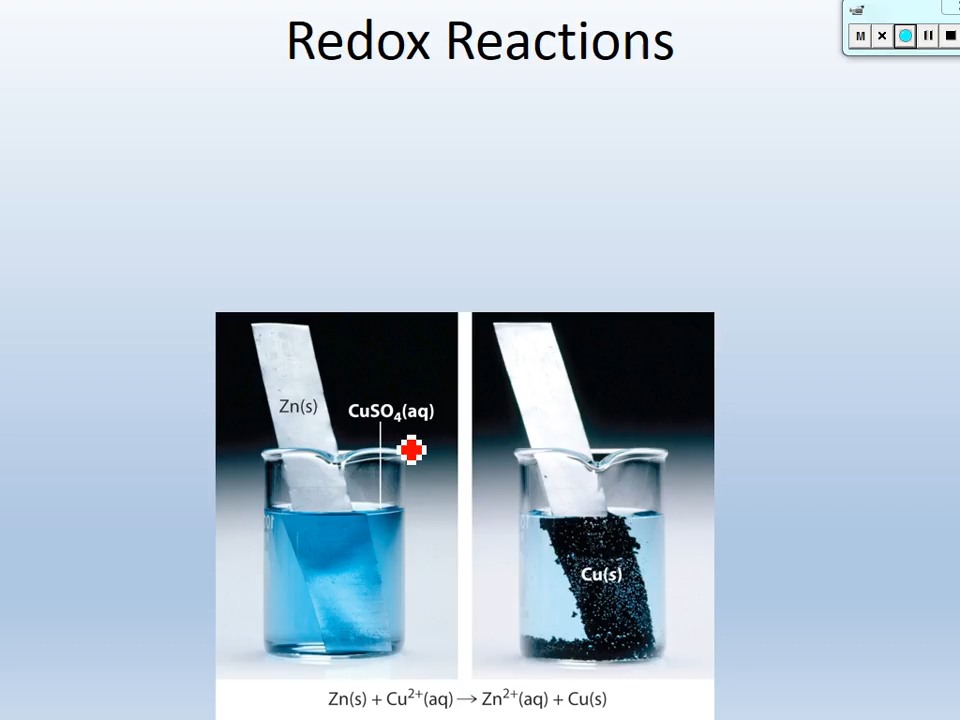 Redox Reactions
M
Zn(s)
CuSO₄(aq)
Cu(s)
Zn(s) + Cu²⁺(aq) → Zn²⁺(aq) + Cu(s)